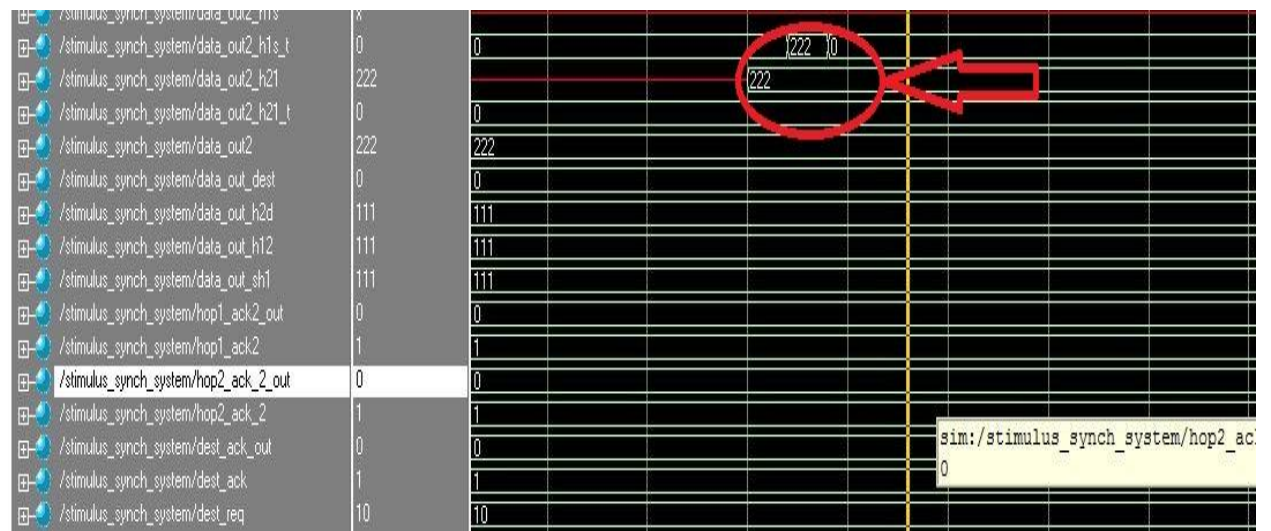 /stimulus_synch_system/data_out2_h1s x
/stimulus_synch_system/data_out2_h1s_t 0 0 222 0
/stimulus_synch_system/data_out2_h21 222 222
/stimulus_synch_system/data_out2_h21_t 0 0
/stimulus_synch_system/data_out2 222 222
/stimulus_synch_system/data_out_dest 0 0
/stimulus_synch_system/data_out_h2d 111 111
/stimulus_synch_system/data_out_h12 111 111
/stimulus_synch_system/data_out_sh1 111 111
/stimulus_synch_system/hop1_ack2_out 0 0
/stimulus_synch_system/hop1_ack2 1 1
/stimulus_synch_system/hop2_ack_2_out 0 0
/stimulus_synch_system/hop2_ack_2 1 1
/stimulus_synch_system/dest_ack_out 0 0
sim:/stimulus_synch_system/hop2_ac
0
/stimulus_synch_system/dest_ack 1 1
/stimulus_synch_system/dest_req 10 10